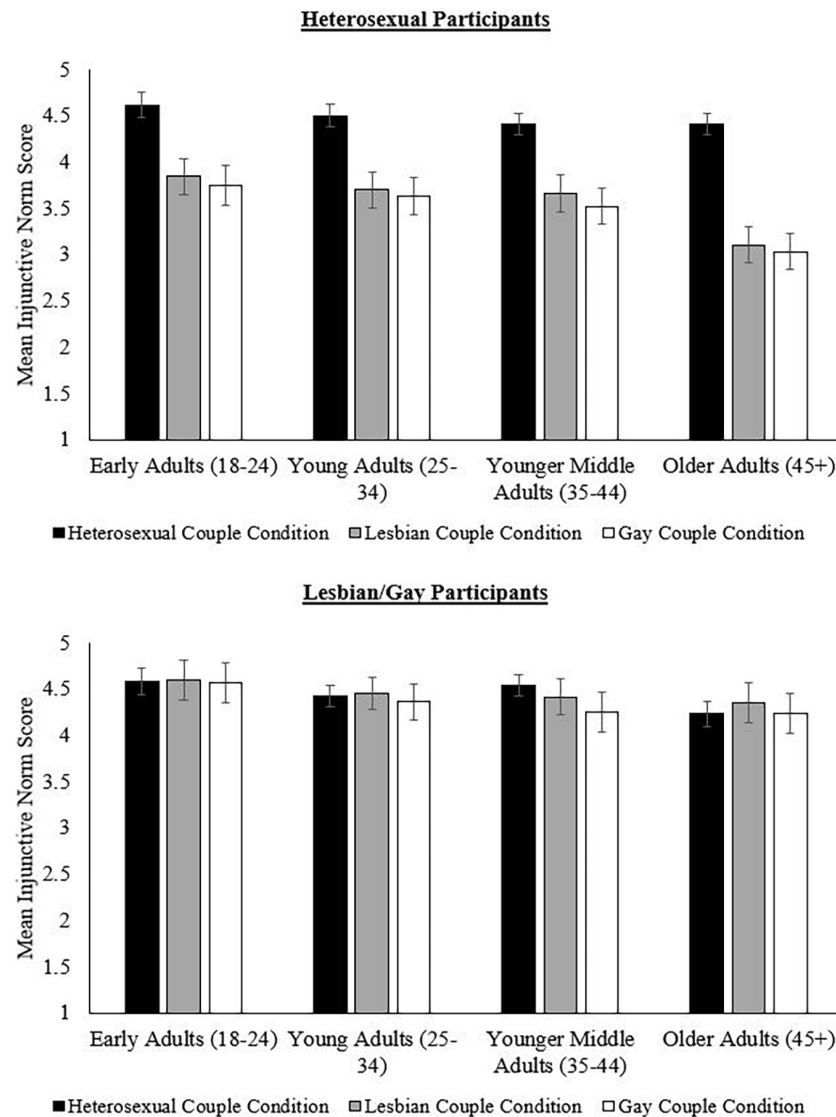 Heterosexual Participants
Mean Injunctive Norm Score
5
4.5
4
3.5
3
2.5
2
1.5
1
Early Adults (18-24) Young Adults (25- Younger Middle Older Adults (45+)
34) Adults (35-44)
Heterosexual Couple Condition Lesbian Couple Condition Gay Couple Condition
Lesbian/Gay Participants
Mean Injunctive Norm Score
5
4.5
4
3.5
3
2.5
2
1.5
1
Early Adults (18-24) Young Adults (25- Younger Middle Older Adults (45+)
34) Adults (35-44)
Heterosexual Couple Condition Lesbian Couple Condition Gay Couple Condition